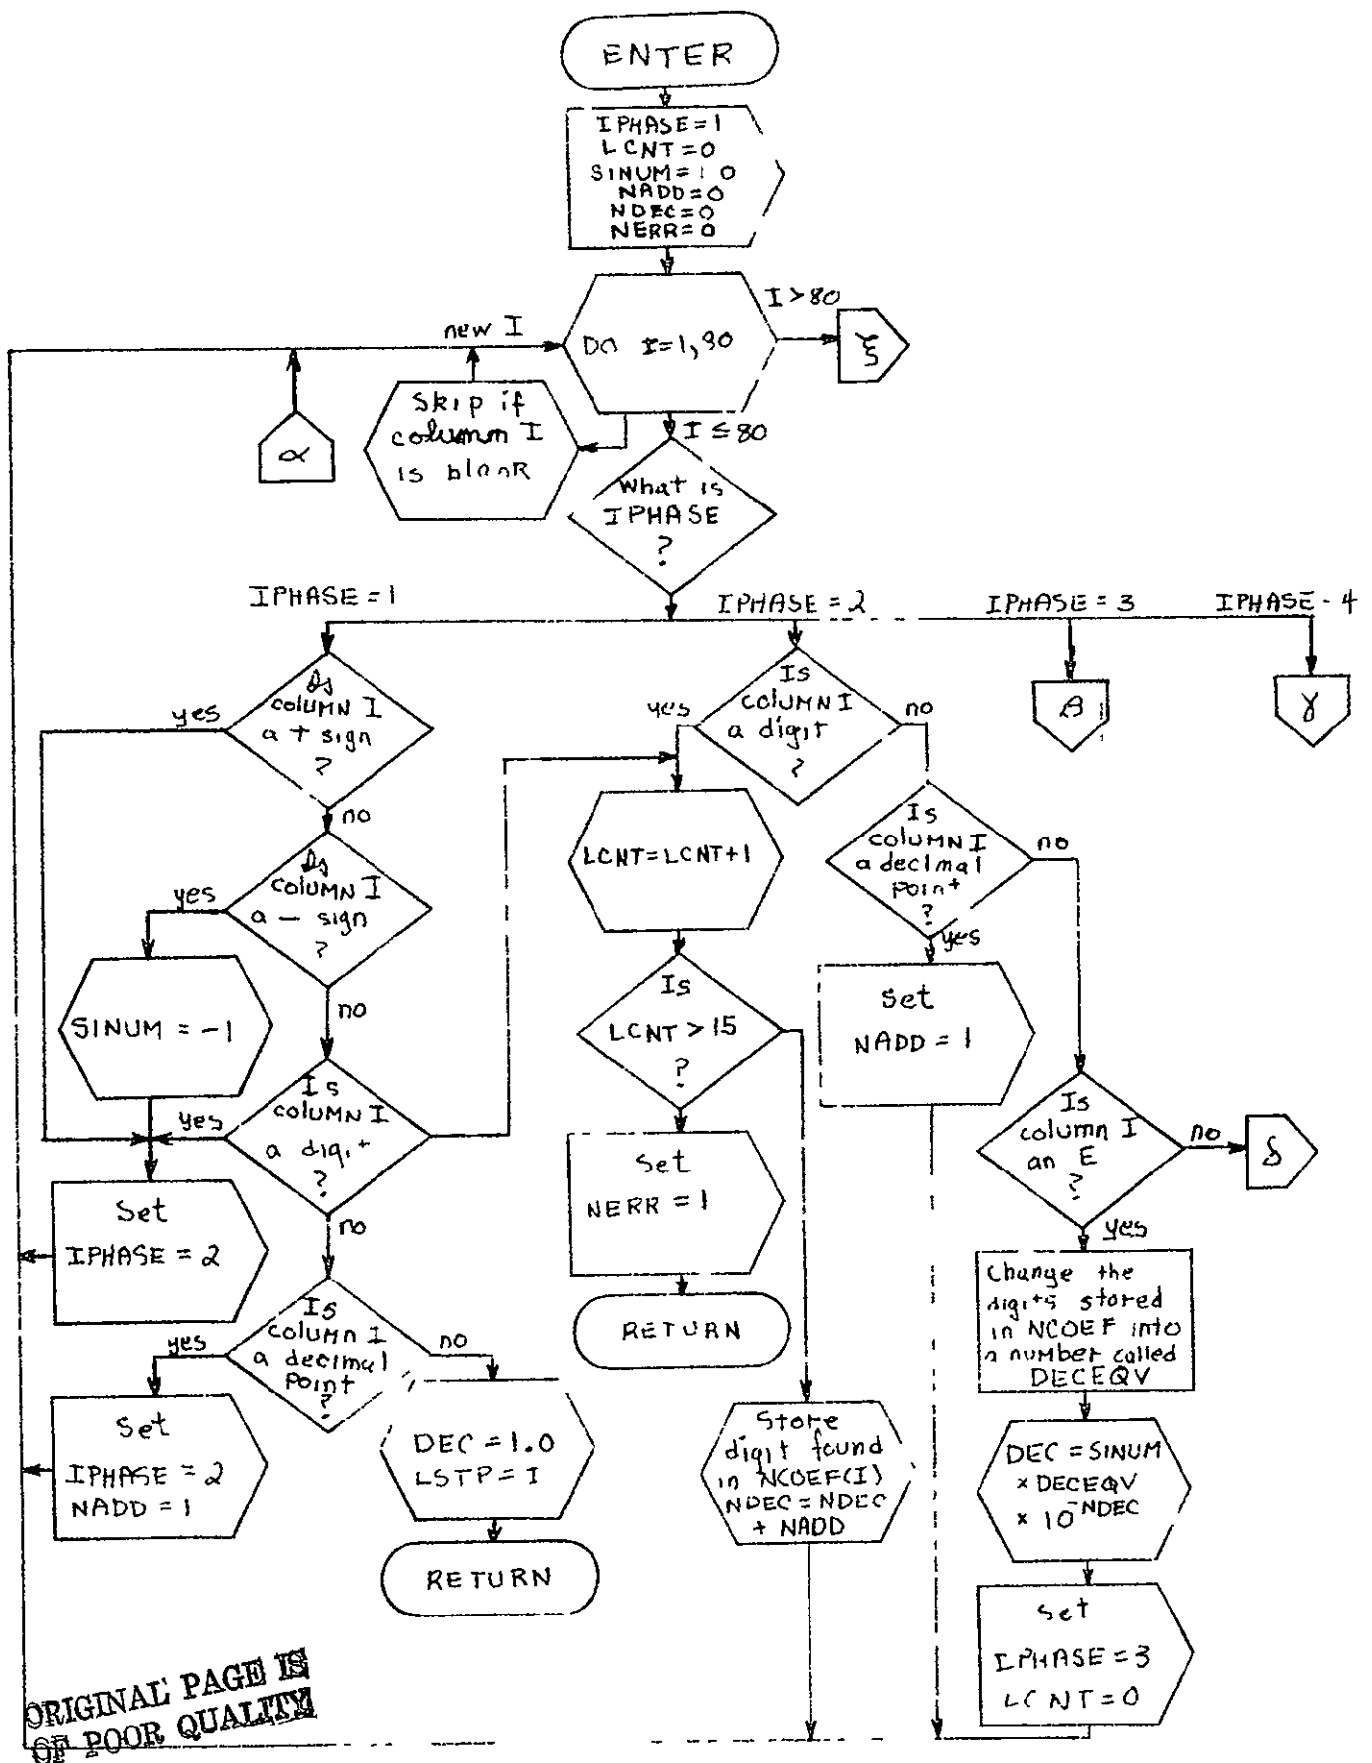 ENTER
IPHASE=1
LCNT=0
SINUM=1 0
NADD=0
NDEC=0
NERR=0
I>80
new I
DO I=1,80
ξ
Skip if
column I
is blank
α
I≤80
What is
IPHASE
?
IPHASE=1
IPHASE=2
IPHASE=3
IPHASE-4
Is
column I
a + sign
?
yes
no
Is
column I
a digit
?
yes
no
β
γ
Is
column I
a - sign
?
yes
no
LCNT=LCNT+1
Is
column I
a decimal
point
?
no
yes
SINUM = -1
Is
LCNT >15
?
Set
NADD = 1
Is
column I
a digit
?
yes
no
Is
column I
an E
?
no
δ
yes
Set
IPHASE = 2
Set
NERR = 1
RETURN
Change the
digits stored
in NCOEF into
a number called
DECEQV
Is
column I
a decimal
point
?
yes
no
Set
IPHASE = 2
NADD = 1
DEC = 1.0
LSTP = I
RETURN
Store
digit found
in NCOEF(I)
NDEC = NDEC
+ NADD
DEC = SINUM
× DECEQV
× 10-NDEC
Set
IPHASE = 3
LCNT=0
ORIGINAL PAGE IS
OF POOR QUALITY